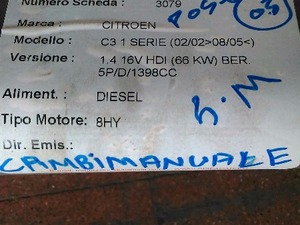 Numero Scheda : 3079
Marca : CITROEN
Modello : C3 1 SERIE (02/02>08/05<)
Versione : 1.4 16V HDI (66 KW) BER.
5P/D/1398CC
Aliment. : DIESEL
Tipo Motore: 8HY
5.M
Dir. Emis.:
CAMBIMANUALE